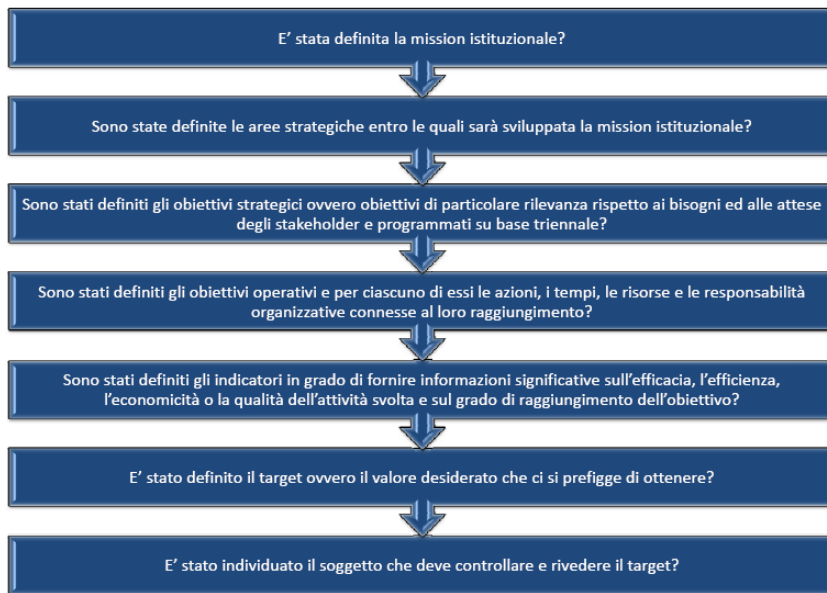 E’ stata definita la mission istituzionale?
Sono state definite le aree strategiche entro le quali sarà sviluppata la mission istituzionale?
Sono stati definiti gli obiettivi strategici ovvero obiettivi di particolare rilevanza rispetto ai bisogni ed alle attese
degli stakeholder e programmati su base triennale?
Sono stati definiti gli obiettivi operativi e per ciascuno di essi le azioni, i tempi, le risorse e le responsabilità
organizzative connesse al loro raggiungimento?
Sono stati definiti gli indicatori in grado di fornire informazioni significative sull’efficacia, l’efficienza,
l’economicità o la qualità dell’attività svolta e sul grado di raggiungimento dell’obiettivo?
E’ stato definito il target ovvero il valore desiderato che ci si prefigge di ottenere?
E’ stato individuato il soggetto che deve controllare e rivedere il target?